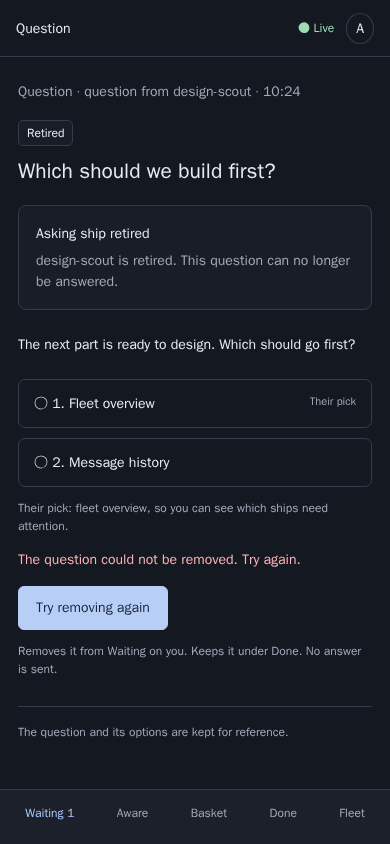 Question
Live
A
Question · question from design-scout · 10:24
Retired
Which should we build first?
Asking ship retired
design-scout is retired. This question can no longer
be answered.
The next part is ready to design. Which should go first?
1. Fleet overview
Their pick
2. Message history
Their pick: fleet overview, so you can see which ships need
attention.
The question could not be removed. Try again.
Try removing again
Removes it from Waiting on you. Keeps it under Done. No answer
is sent.
The question and its options are kept for reference.
Waiting 1
Aware
Basket
Done
Fleet